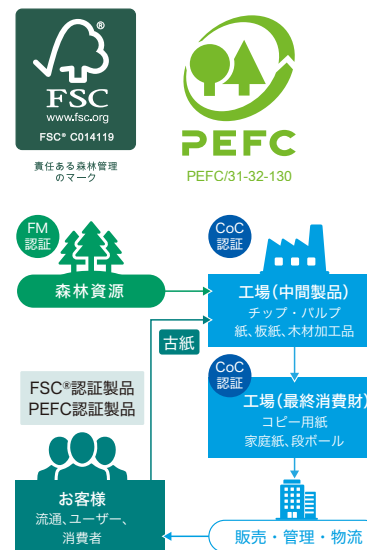 FSC
www.fsc.org
FSC® C014119
責任ある森林管理
のマーク
PEFC
PEFC/31-32-130
FM
認証
森林資源
CoC
認証
工場(中間製品)
チップ・パルプ
紙、板紙、木材加工品
古紙
CoC
認証
工場(最終消費財)
コピー用紙
家庭紙、段ボール
FSC®認証製品
PEFC認証製品
お客様
流通、ユーザー、
消費者
販売・管理・物流